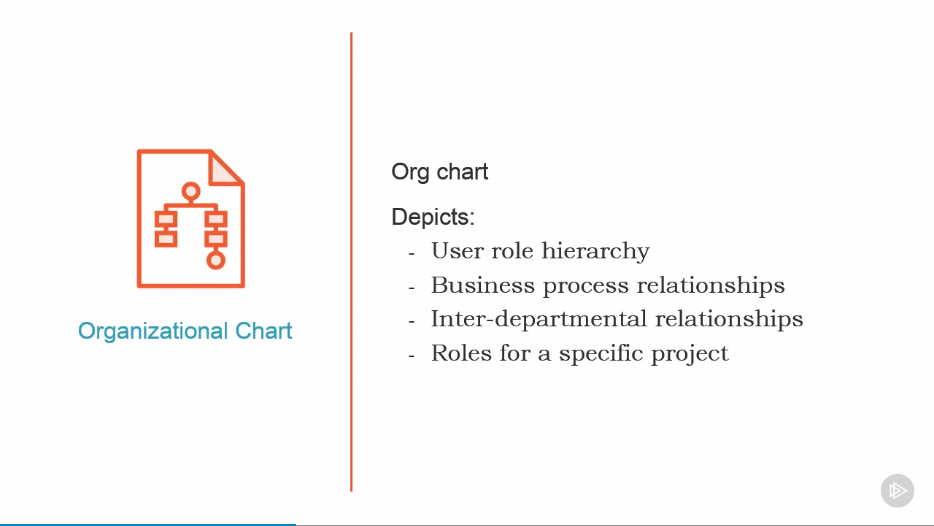 Organizational Chart
Org chart
Depicts:
- User role hierarchy
- Business process relationships
- Inter-departmental relationships
- Roles for a specific project